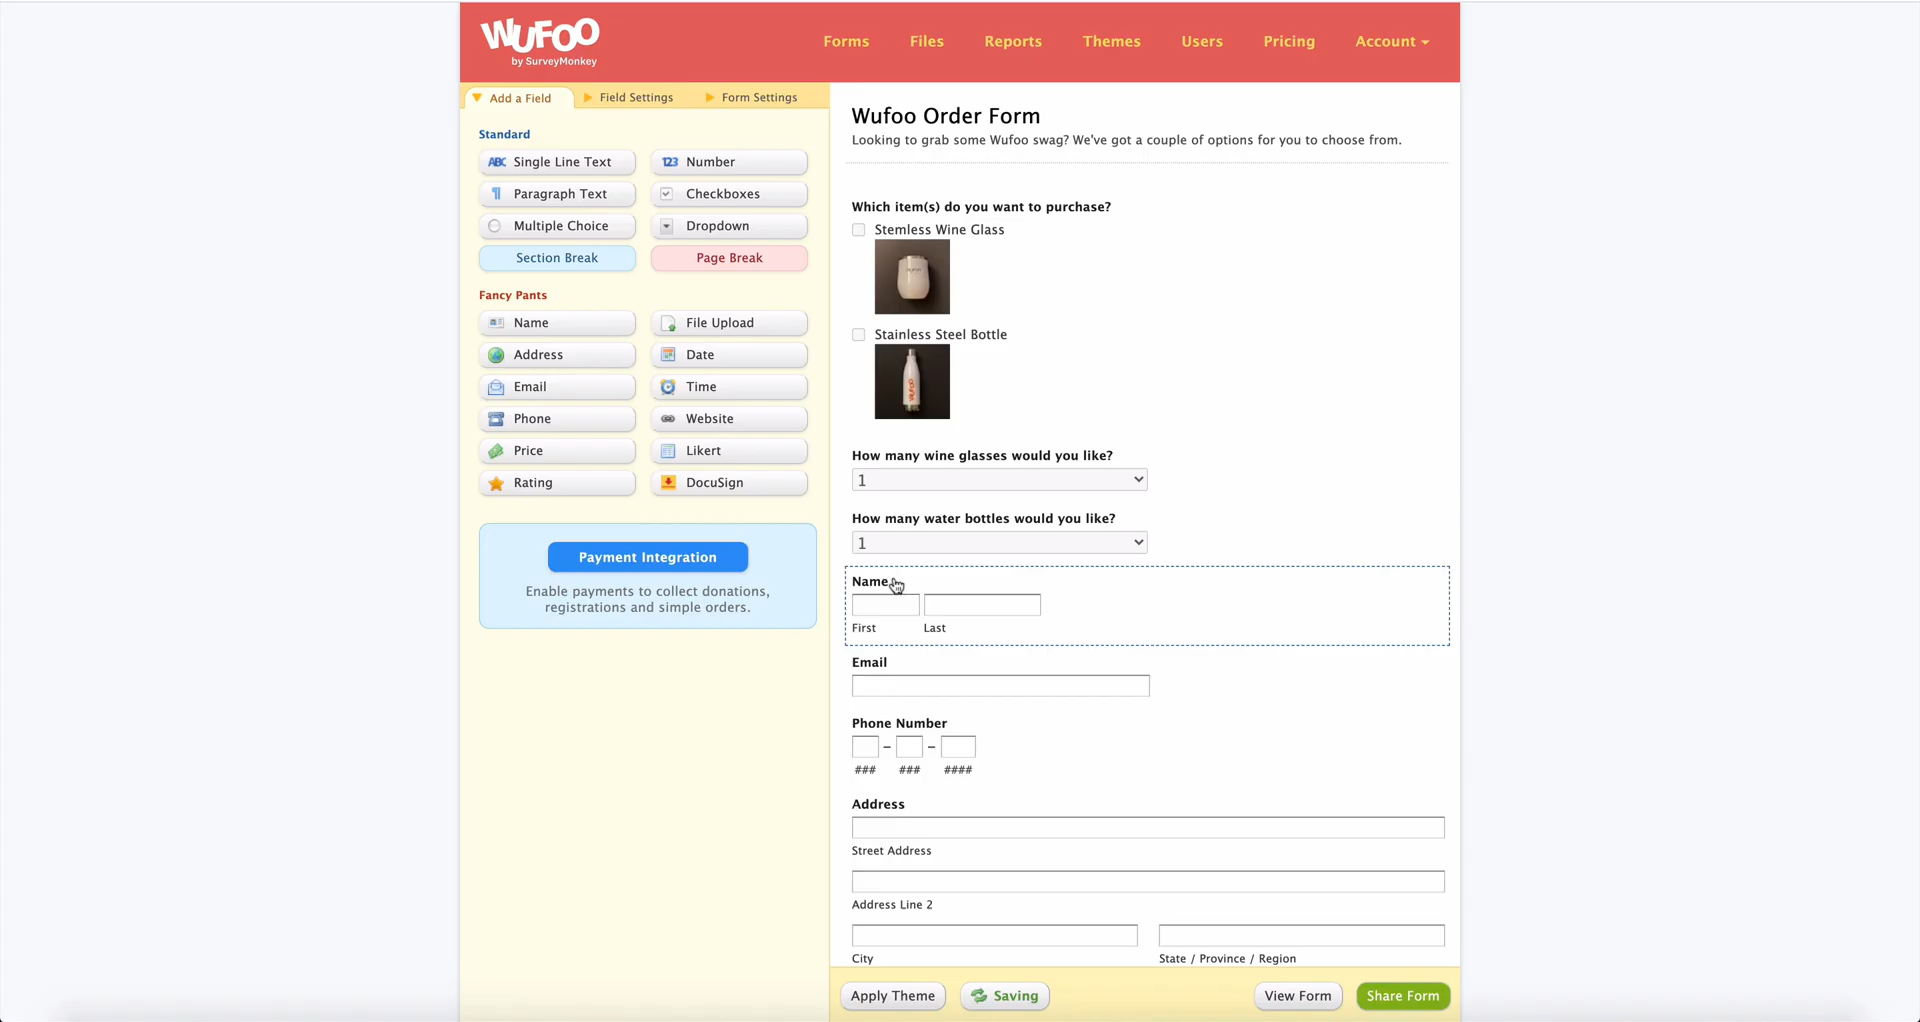 WUFOO
by SurveyMonkey
Forms Files Reports Themes Users Pricing Account
Add a Field Field Settings Form Settings
Standard
ABC Single Line Text 123 Number
Paragraph Text Checkboxes
Multiple Choice Dropdown
Section Break Page Break
Fancy Pants
Name File Upload
Address Date
Email Time
Phone Website
Price Likert
Rating DocuSign
Payment Integration
Enable payments to collect donations,
registrations and simple orders.
Wufoo Order Form
Looking to grab some Wufoo swag? We've got a couple of options for you to choose from.
Which item(s) do you want to purchase?
Stemless Wine Glass
Stainless Steel Bottle
How many wine glasses would you like?
1
How many water bottles would you like?
1
Name
First Last
Email
Phone Number
– –
### ### ####
Address
Street Address
Address Line 2
City State / Province / Region
Apply Theme Saving View Form Share Form